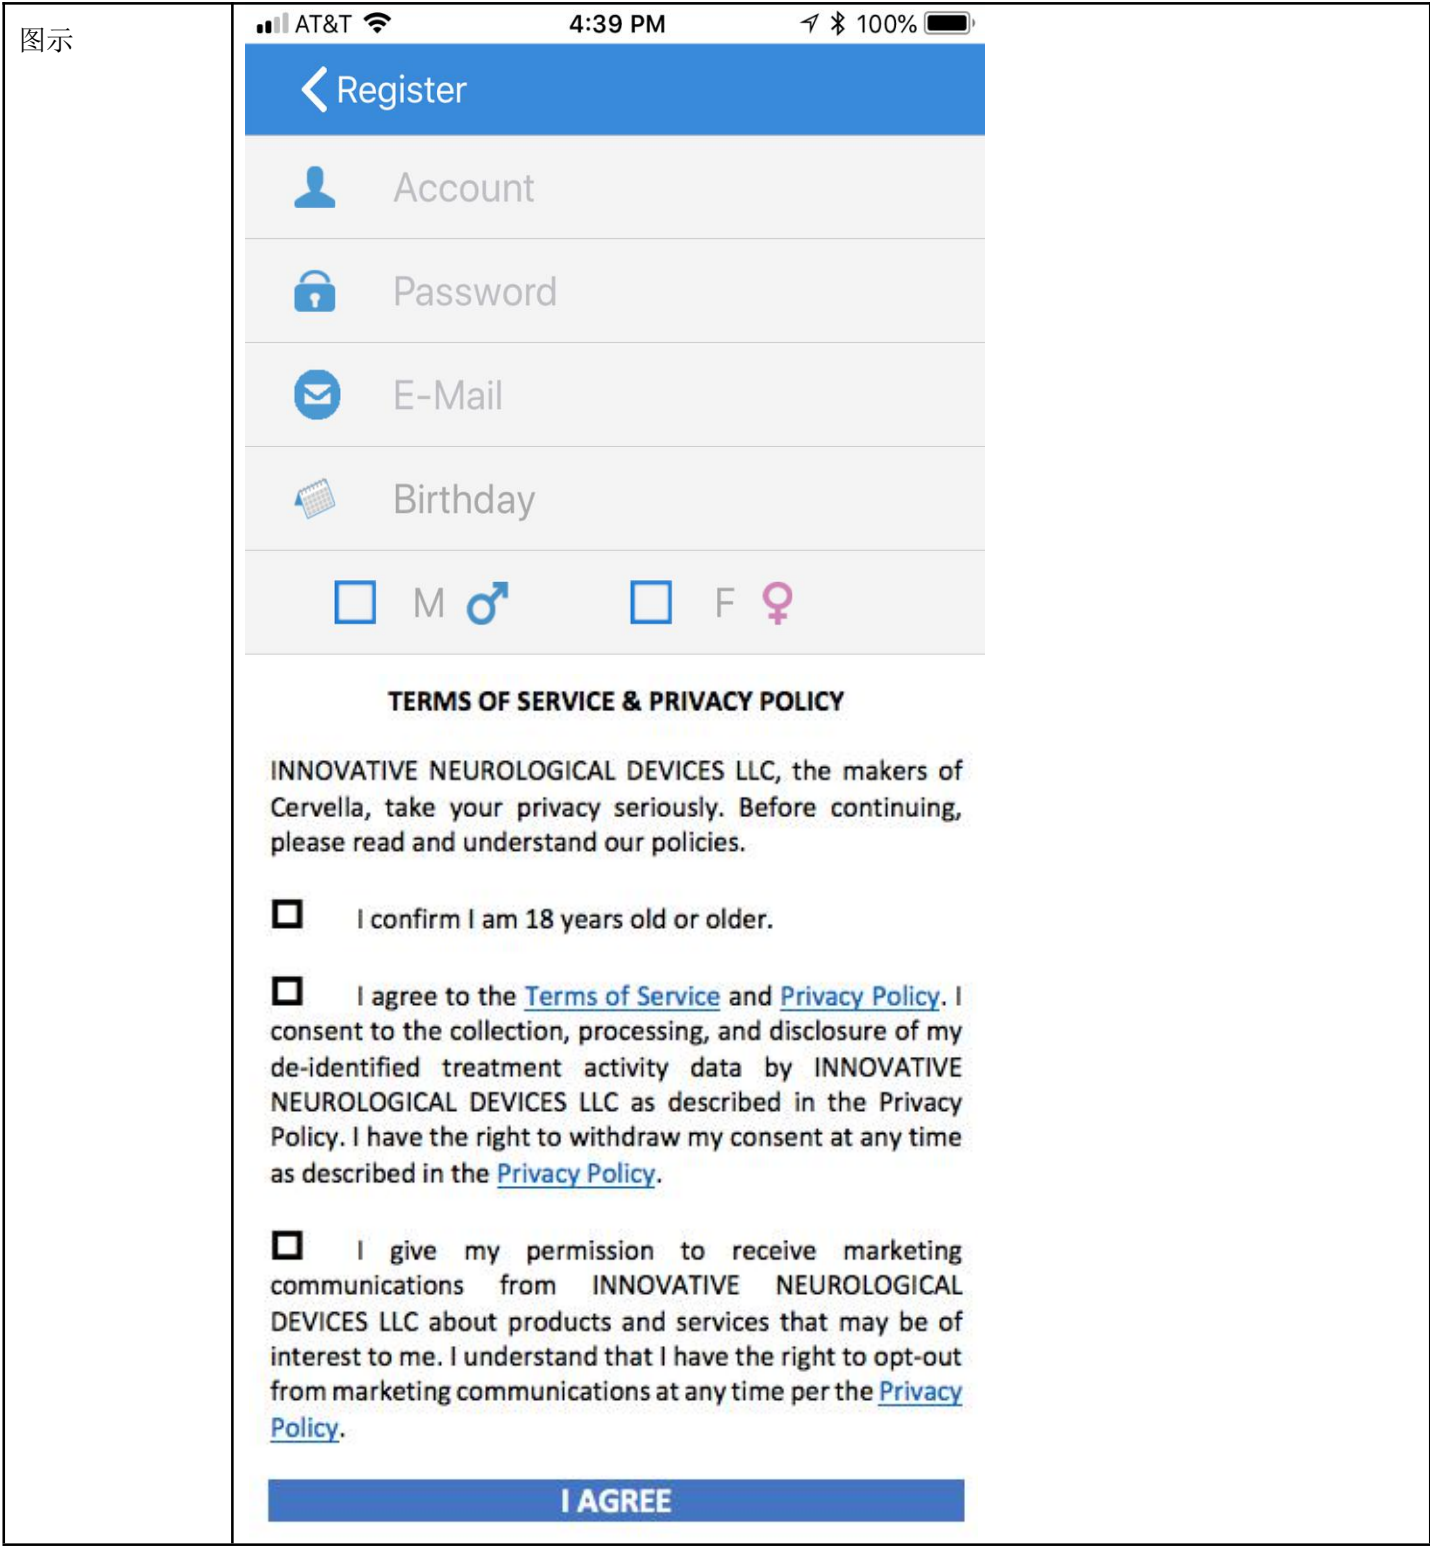 图示
AT&T 4:39 PM 100%
Register
Account
Password
E-Mail
Birthday
M F
TERMS OF SERVICE & PRIVACY POLICY
INNOVATIVE NEUROLOGICAL DEVICES LLC, the makers of
Cervella, take your privacy seriously. Before continuing,
please read and understand our policies.
I confirm I am 18 years old or older.
I agree to the Terms of Service and Privacy Policy. I
consent to the collection, processing, and disclosure of my
de-identified treatment activity data by INNOVATIVE
NEUROLOGICAL DEVICES LLC as described in the Privacy
Policy. I have the right to withdraw my consent at any time
as described in the Privacy Policy.
I give my permission to receive marketing
communications from INNOVATIVE NEUROLOGICAL
DEVICES LLC about products and services that may be of
interest to me. I understand that I have the right to opt-out
from marketing communications at any time per the Privacy
Policy.
I AGREE